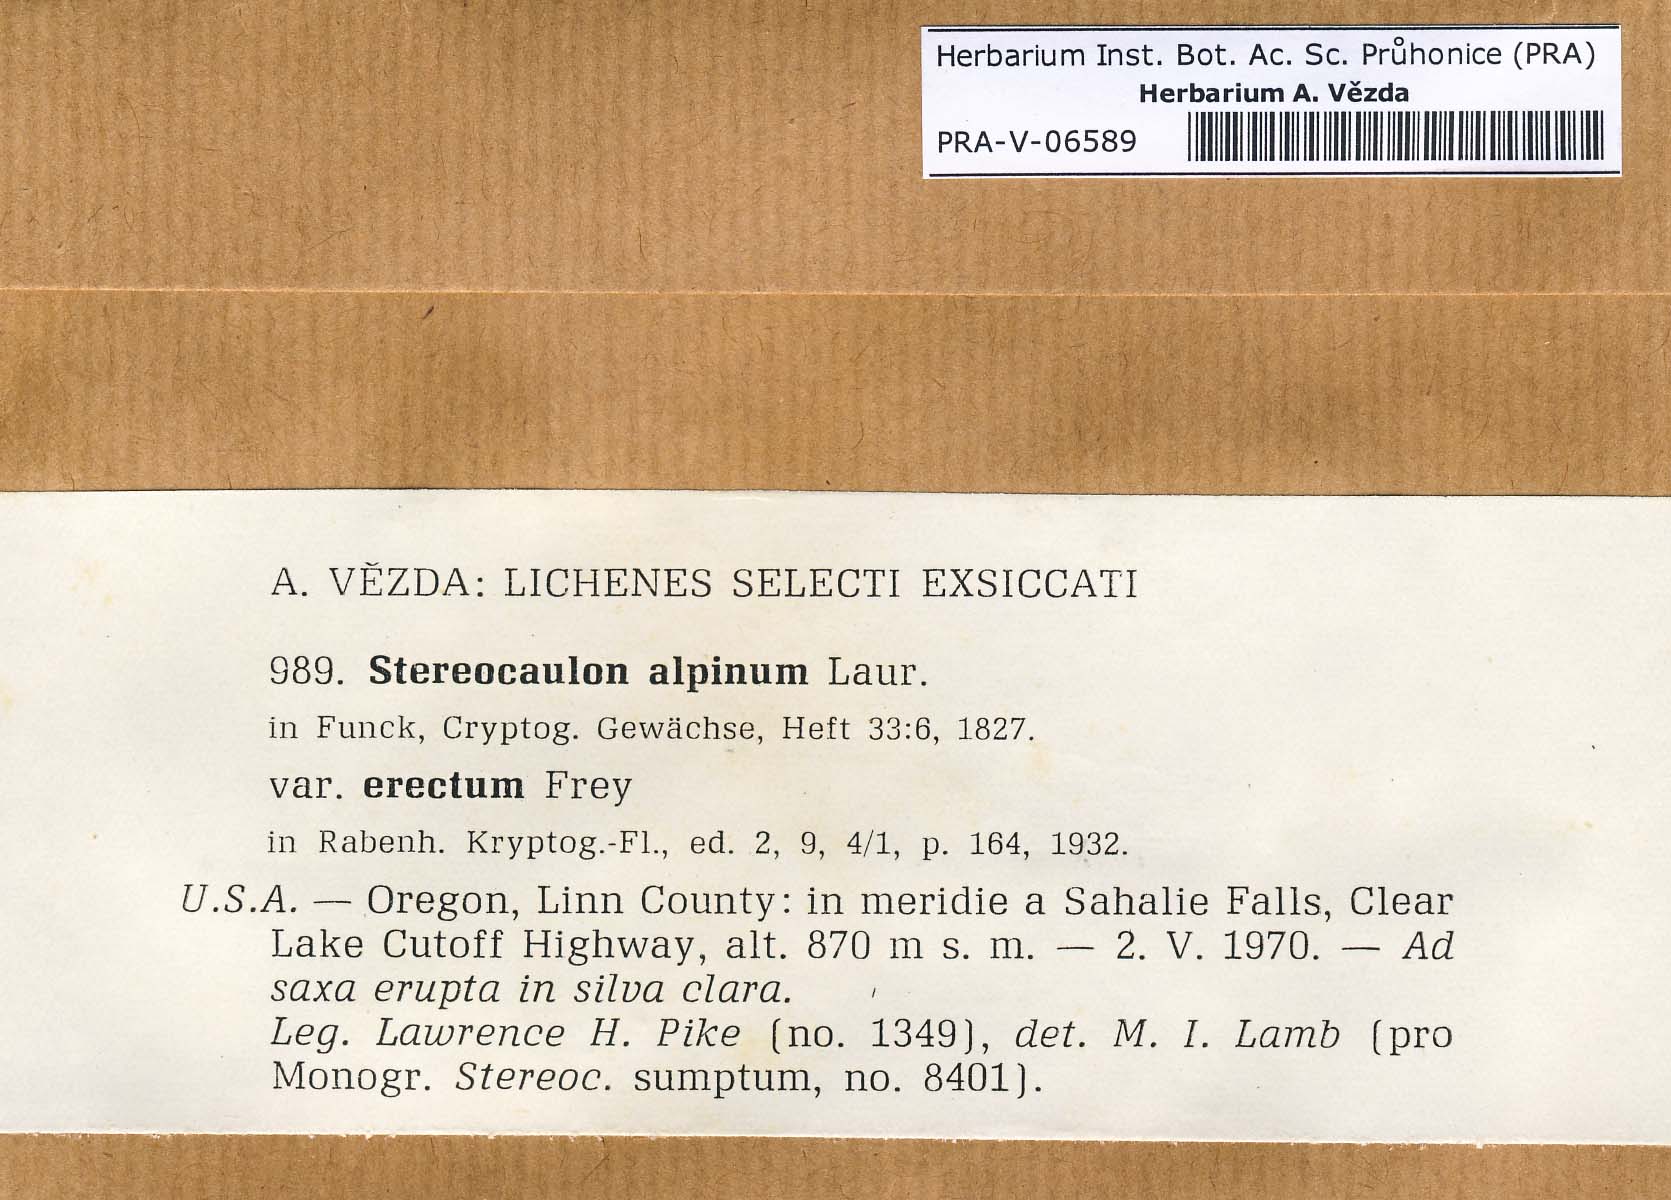 Herbarium Inst. Bot. Ac. Sc. Průhonice (PRA)
Herbarium A. Vězda
PRA-V-06589
A. VĚZDA: LICHENES SELECTI EXSICCATI
989. Stereocaulon alpinum Laur.
in Funck, Cryptog. Gewächse, Heft 33:6, 1827.
var. erectum Frey
in Rabenh. Kryptog.-Fl., ed. 2, 9, 4/1, p. 164, 1932.
U.S.A. — Oregon, Linn County: in meridie a Sahalie Falls, Clear
Lake Cutoff Highway, alt. 870 m s. m. — 2. V. 1970. — Ad
saxa erupta in silva clara.
Leg. Lawrence H. Pike (no. 1349), det. M. I. Lamb (pro
Monogr. Stereoc. sumptum, no. 8401).